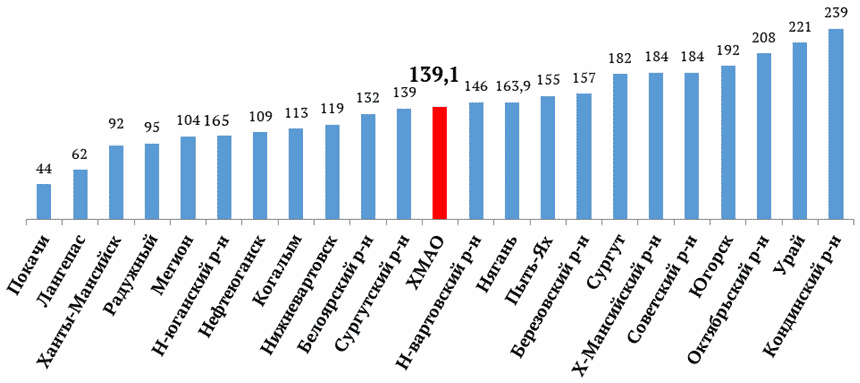 44
62
92
95
104
165
109
113
119
132
139
139,1
146
163,9
155
157
182
184
184
192
208
221
239
Покачи
Лангепас
Ханты-Мансийск
Радужный
Мегион
Н-юганский р-н
Нефтеюганск
Когалым
Нижневартовск
Белоярский р-н
Сургутский р-н
ХМАО
Н-вартовский р-н
Нягань
Пыть-Ях
Березовский р-н
Сургут
Х-Мансийский р-н
Советский р-н
Югорск
Октябрьский р-н
Урай
Кондинский р-н